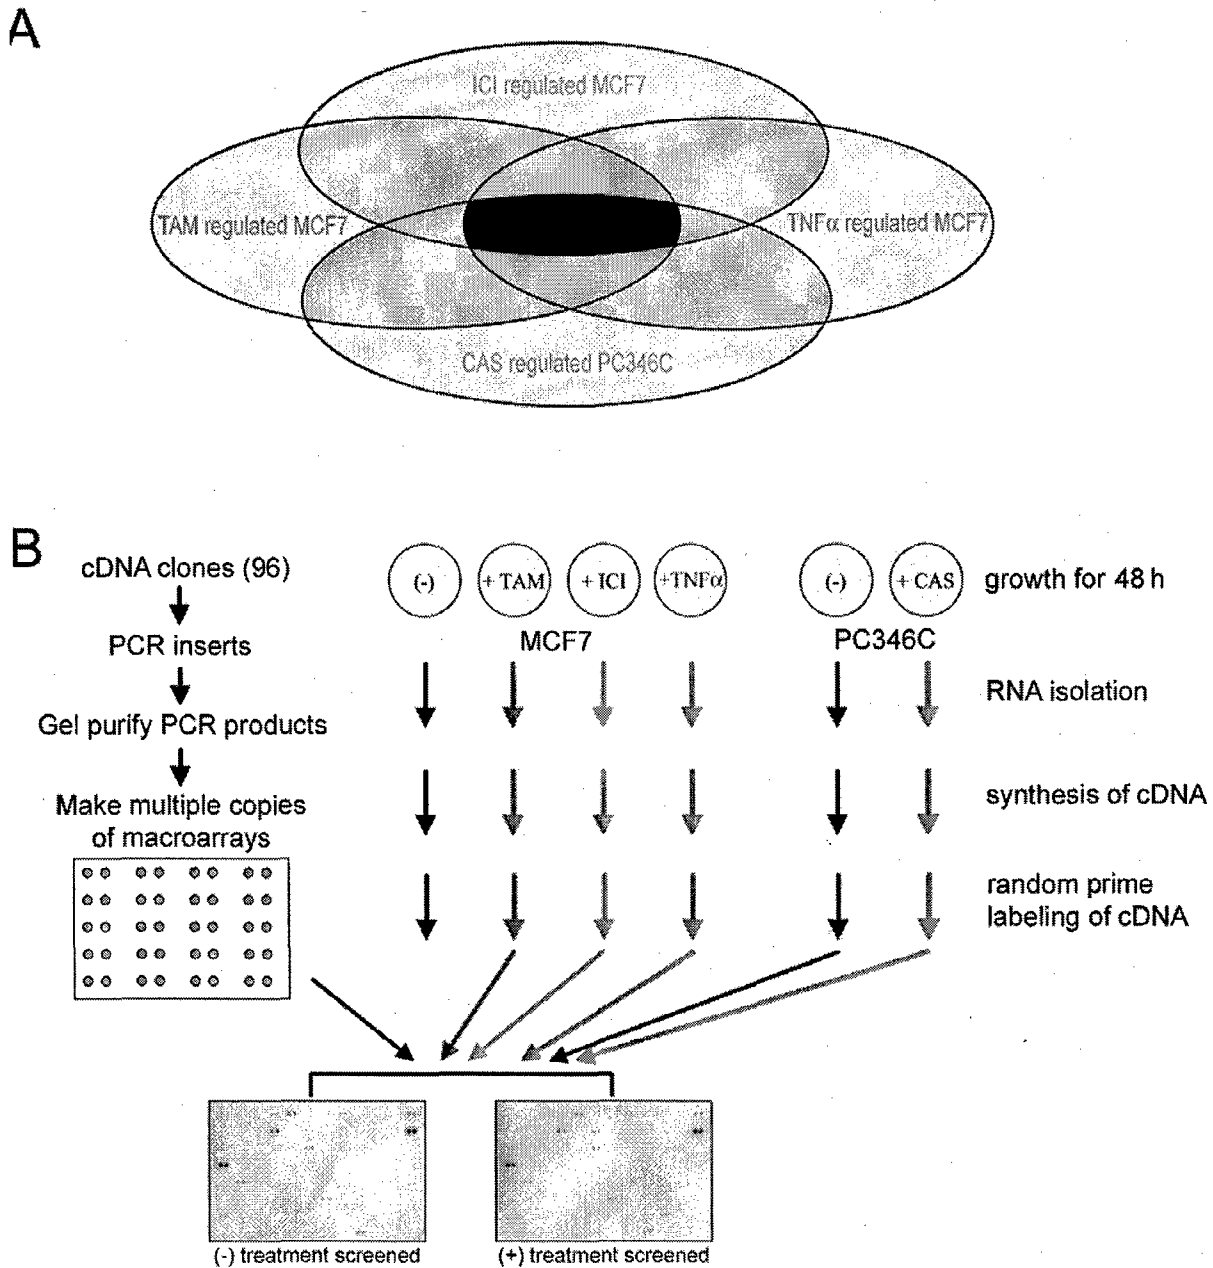 A
ICI regulated MCF7
TAM regulated MCF7
TNFα regulated MCF7
CAS regulated PC346C
B
cDNA clones (96)
PCR inserts
Gel purify PCR products
Make multiple copies
of macroarrays
(-)
+ TAM
+ ICI
+TNFα
MCF7
(-)
+ CAS
PC346C
growth for 48 h
RNA isolation
synthesis of cDNA
random prime
labeling of cDNA
(-) treatment screened
(+) treatment screened